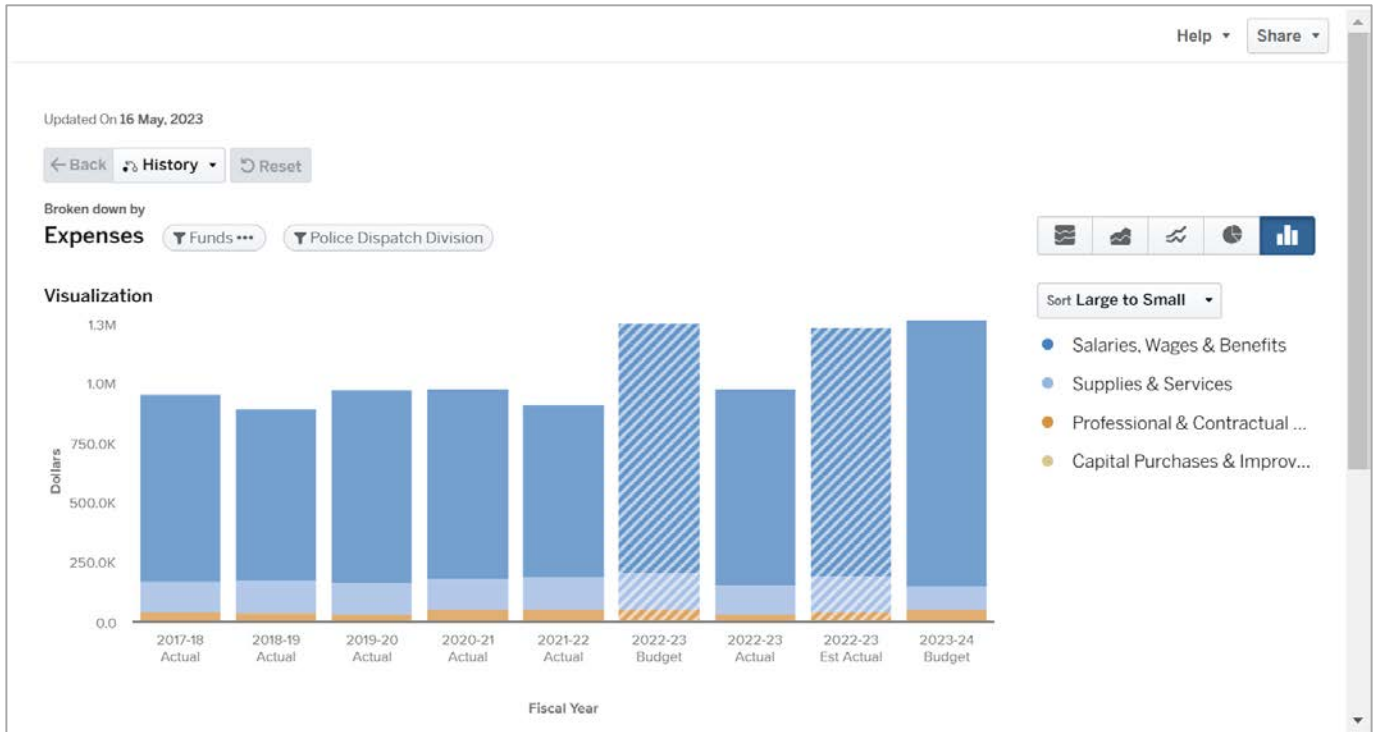 Help
Share
Updated On 16 May, 2023
Back
History
Reset
Broken down by
Expenses
Funds •••
Police Dispatch Division
Visualization
Sort Large to Small
Salaries, Wages & Benefits
Supplies & Services
Professional & Contractual ...
Capital Purchases & Improv...
Dollars
1.3M
1.0M
750.0K
500.0K
250.0K
0.0
2017-18
Actual
2018-19
Actual
2019-20
Actual
2020-21
Actual
2021-22
Actual
2022-23
Budget
2022-23
Actual
2022-23
Est Actual
2023-24
Budget
Fiscal Year